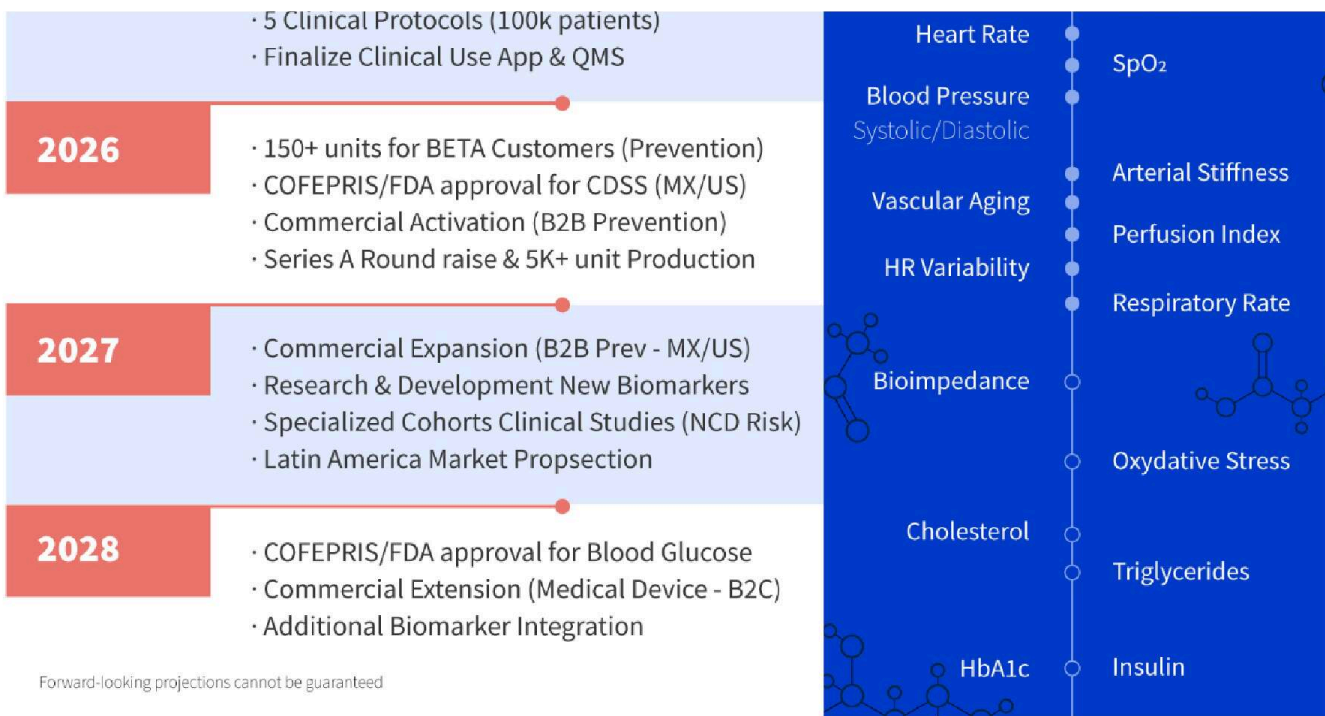 · 5 Clinical Protocols (100k patients)
· Finalize Clinical Use App & QMS
2026
· 150+ units for BETA Customers (Prevention)
· COFEPRIS/FDA approval for CDSS (MX/US)
· Commercial Activation (B2B Prevention)
· Series A Round raise & 5K+ unit Production
2027
· Commercial Expansion (B2B Prev - MX/US)
· Research & Development New Biomarkers
· Specialized Cohorts Clinical Studies (NCD Risk)
· Latin America Market Propsection
2028
· COFEPRIS/FDA approval for Blood Glucose
· Commercial Extension (Medical Device - B2C)
· Additional Biomarker Integration
Forward-looking projections cannot be guaranteed
Heart Rate
SpO₂
Blood Pressure
Systolic/Diastolic
Arterial Stiffness
Vascular Aging
Perfusion Index
HR Variability
Respiratory Rate
Bioimpedance
Oxydative Stress
Cholesterol
Triglycerides
HbA1c
Insulin